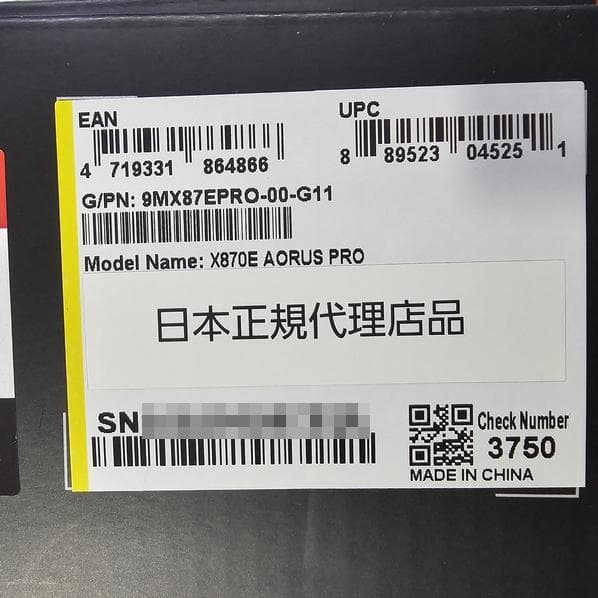 EAN
UPC
4 719331 864866
8 89523 04525 1
G/PN: 9MX87EPRO-00-G11
Model Name: X870E AORUS PRO
日本正規代理店品
SN
Check Number
3750
MADE IN CHINA